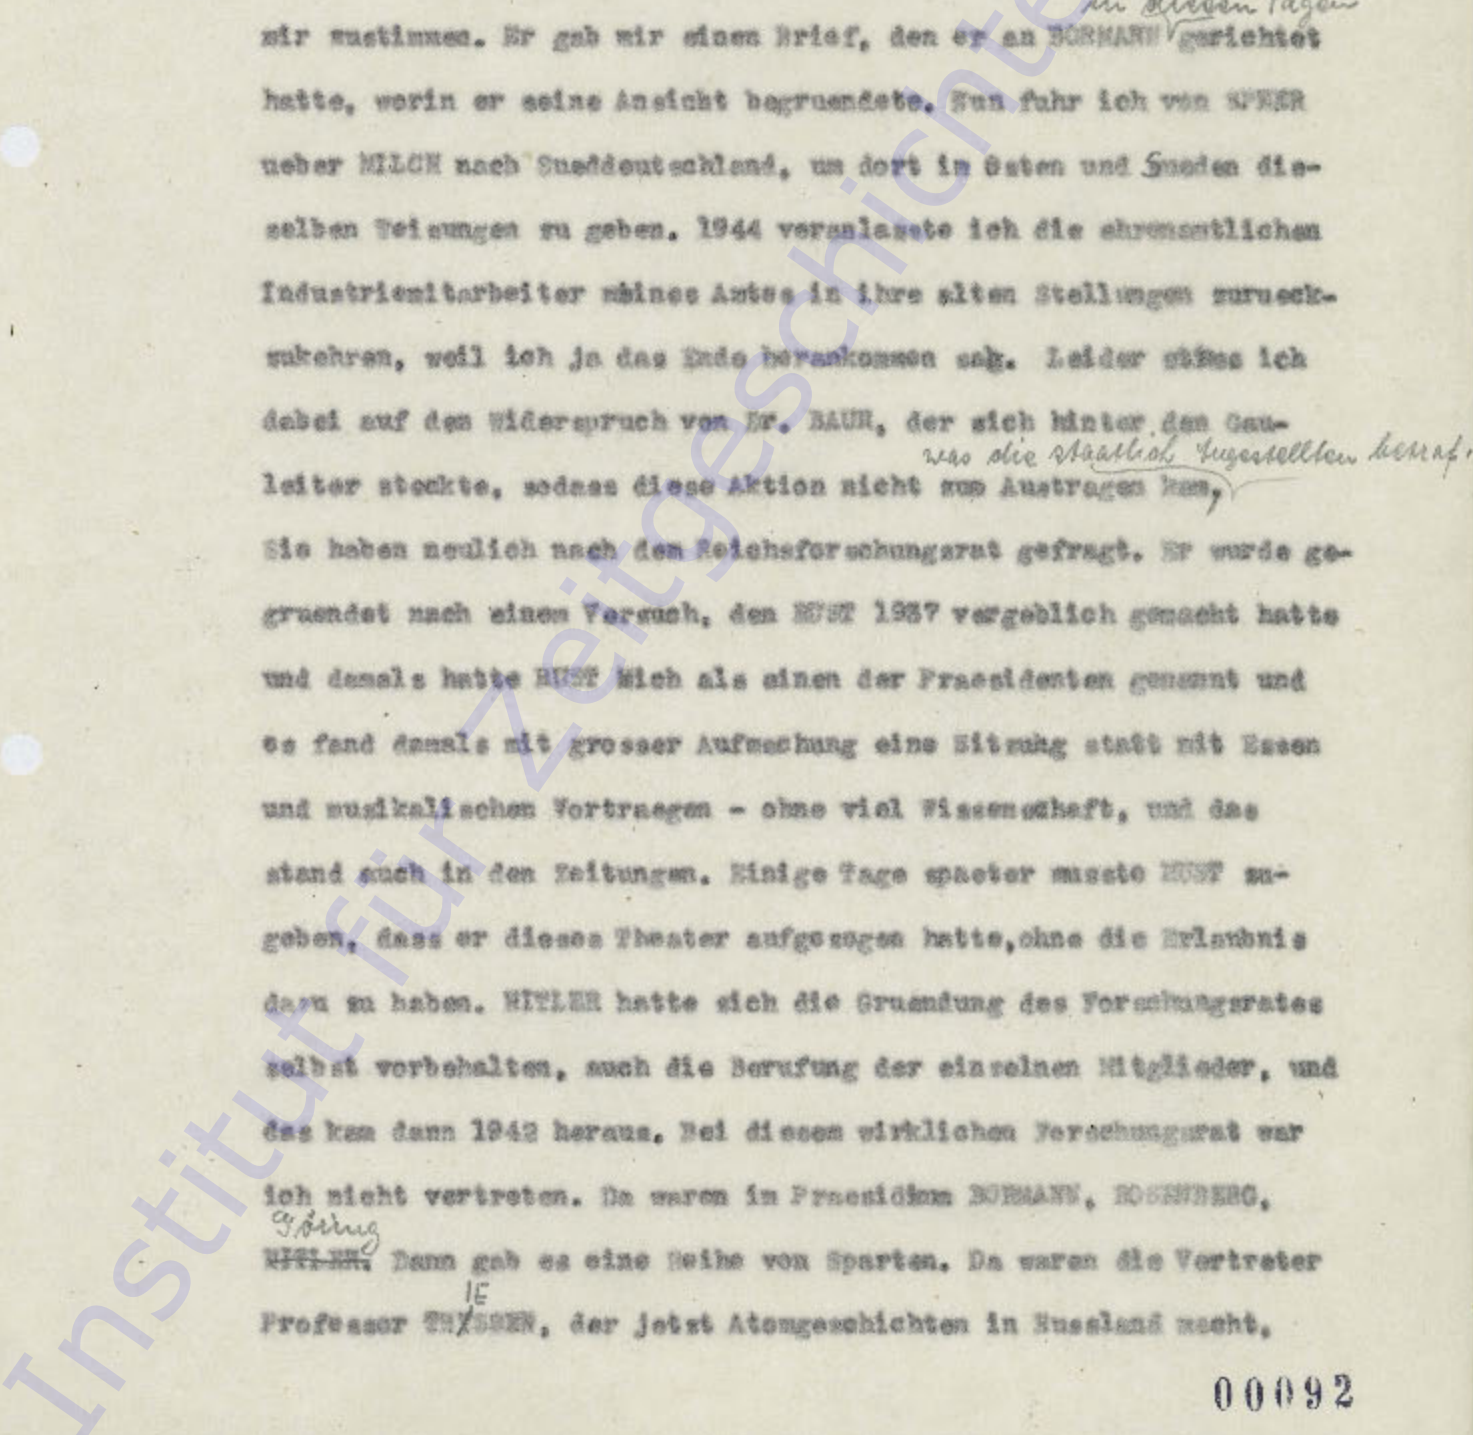 in diesen Tagen
mir zustimmen. Er gab mir einen Brief, den er an BORMANN gerichtet
hatte, worin er seine Ansicht begruendete. Nun fuhr ich von SPEER
ueber MILCH nach Sueddeutschland, um dort im Osten und Sueden die-
selben Weisungen zu geben. 1944 veranlasste ich die ehrenamtlichen
Industriemitarbeiter meines Amtes in ihre alten Stellungen zurueck-
zukehren, weil ich ja das Ende herankommen sah. Leider stiess ich
dabei auf den Widerspruch von Dr. BAUR, der sich hinter den Gau-
was die staatlich Angestellten betraf.
leiter steckte, sodass diese Aktion nicht zum Austragen kam,
Sie haben neulich nach dem Reichsforschungsrat gefragt. Er wurde ge-
gruendet nach einem Versuch, den RUST 1937 vergeblich gemacht hatte
und damals hatte RUST mich als einen der Praesidenten genannt und
es fand damals mit grosser Aufmachung eine Sitzuhg statt mit Essen
und musikalischen Vortraegen - ohne viel Wissenschaft, und das
stand auch in den Zeitungen. Einige Tage spaeter musste RUST zu-
geben, dass er dieses Theater aufgezogen hatte,ohne die Erlaubnis
dazu zu haben. HITLER hatte sich die Gruendung des Forschungsrates
selbst vorbehalten, auch die Berufung der einzelnen Mitglieder, und
das kam dann 1942 heraus. Bei diesem wirklichen Forschungsrat war
ich nicht vertreten. Da waren im Praesidium BORMANN, ROSENBERG,
Göring
HITLER. Dann gab es eine Reihe von Sparten. Da waren die Vertreter
IE
Professor THYSSEN, der jetzt Atomgeschichten in Russland macht,
00092
Institut für Zeitgeschichte